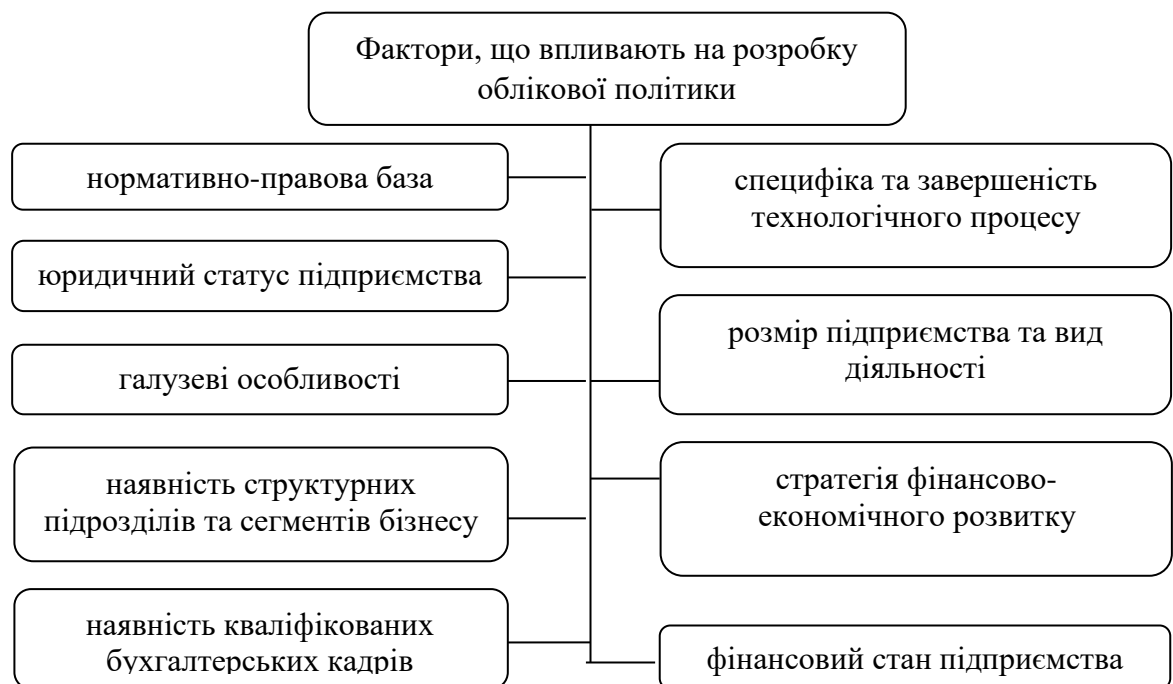 Фактори, що впливають на розробку
облікової політики
нормативно-правова база
юридичний статус підприємства
галузеві особливості
наявність структурних
підрозділів та сегментів бізнесу
наявність кваліфікованих
бухгалтерських кадрів
специфіка та завершеність
технологічного процесу
розмір підприємства та вид
діяльності
стратегія фінансово-
економічного розвитку
фінансовий стан підприємства